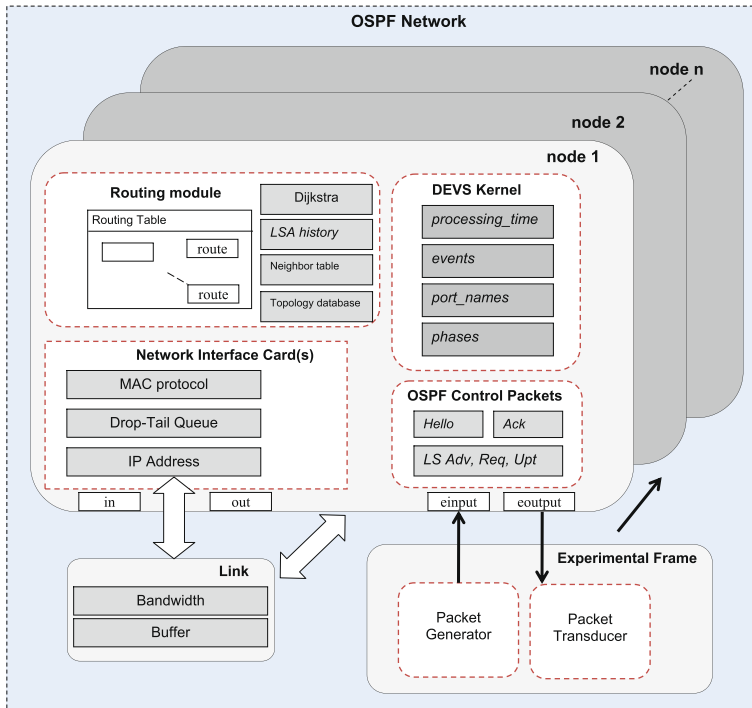 OSPF Network
node n
node 2
node 1
Routing module
Routing Table
route
route
Dijkstra
LSA history
Neighbor table
Topology database
DEVS Kernel
processing_time
events
port_names
phases
Network Interface Card(s)
MAC protocol
Drop-Tail Queue
IP Address
OSPF Control Packets
Hello
Ack
LS Adv, Req, Upt
in
out
einput
eoutput
Link
Bandwidth
Buffer
Experimental Frame
Packet
Generator
Packet
Transducer